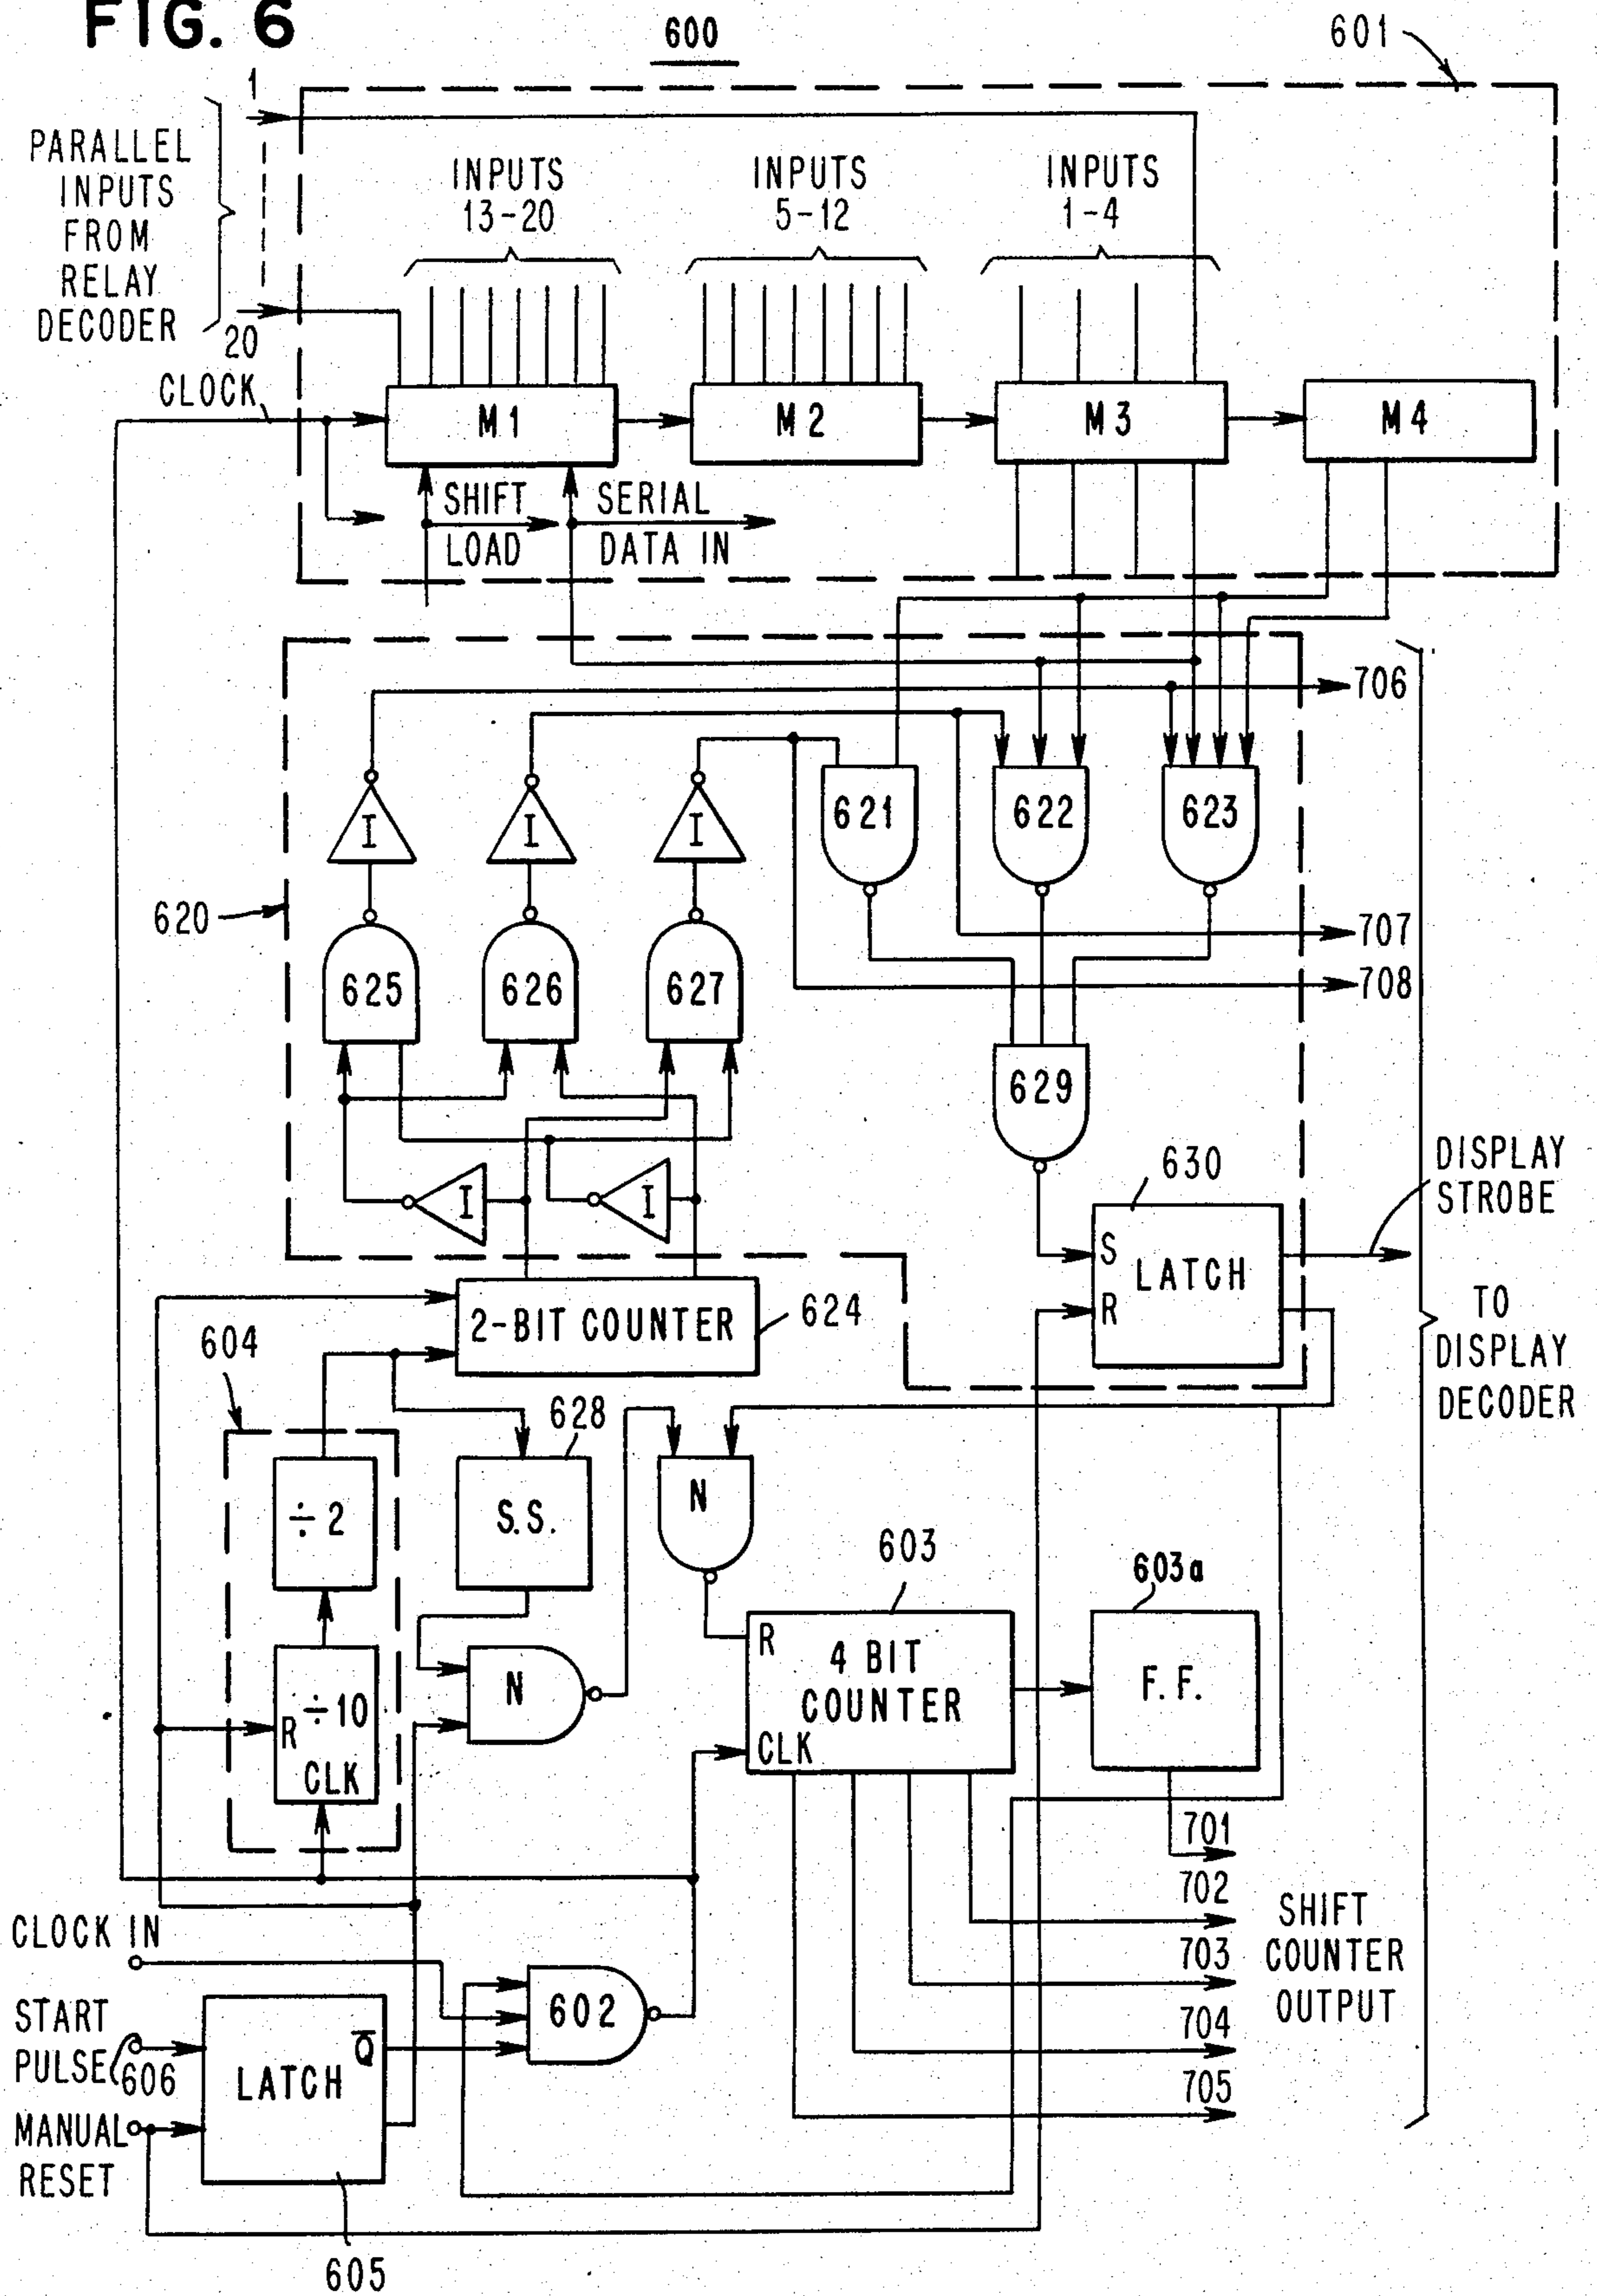 FIG. 6
600
601
1
PARALLEL
INPUTS
FROM
RELAY
DECODER
20
INPUTS
13-20
INPUTS
5-12
INPUTS
1-4
CLOCK
M1
M2
M3
M4
SHIFT
LOAD
SERIAL
DATA IN
706
I
I
I
621
622
623
620
707
708
625
626
627
629
I
I
630
S
R
LATCH
DISPLAY
STROBE
TO
DISPLAY
DECODER
2-BIT COUNTER
624
604
628
÷2
S.S.
N
603
603a
R
÷10
CLK
N
R
4 BIT
COUNTER
CLK
F.F.
701
702
703
704
705
SHIFT
COUNTER
OUTPUT
CLOCK IN
START
PULSE
606
MANUAL
RESET
LATCH
Q̅
602
605